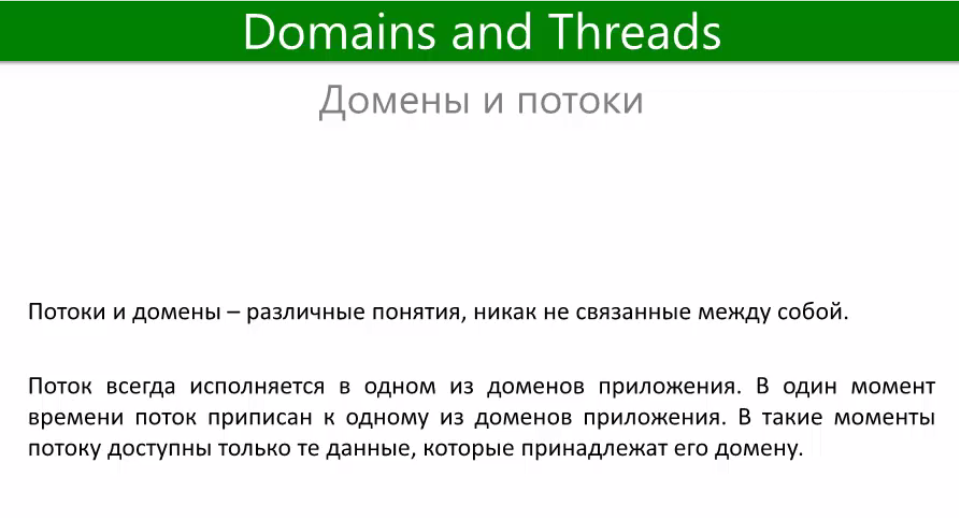 Domains and Threads
Домены и потоки
Потоки и домены – различные понятия, никак не связанные между собой.
Поток всегда исполняется в одном из доменов приложения. В один момент
времени поток приписан к одному из доменов приложения. В такие моменты
потоку доступны только те данные, которые принадлежат его домену.